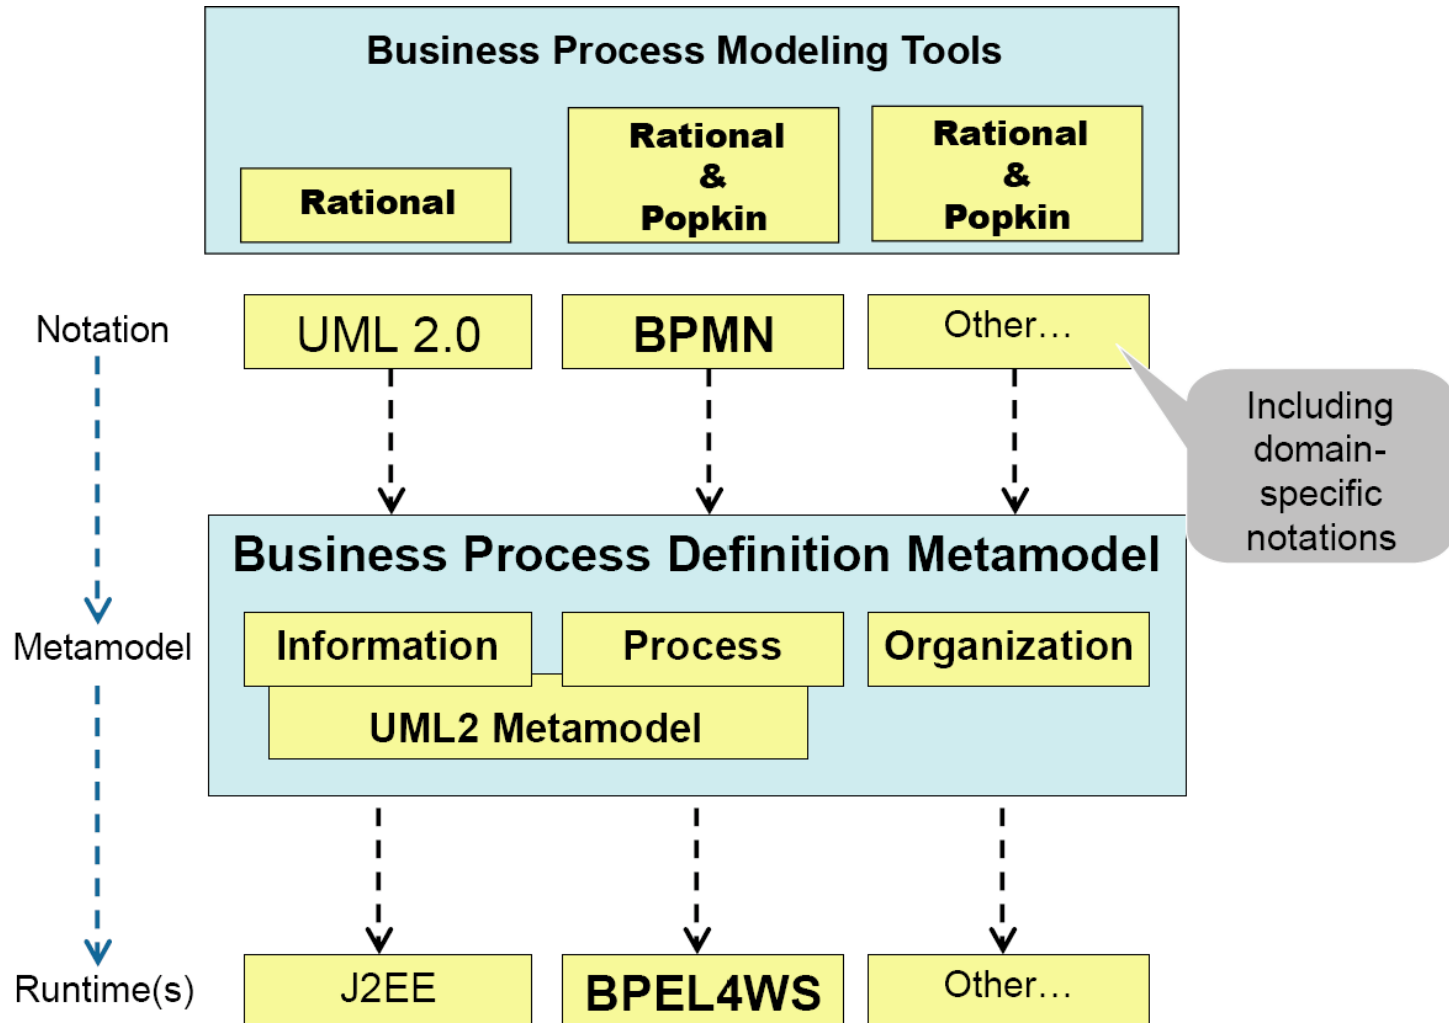 Business Process Modeling Tools
Rational
Rational
&
Popkin
Rational
&
Popkin
Notation
UML 2.0
BPMN
Other…
Including
domain-
specific
notations
Business Process Definition Metamodel
Metamodel
Information
Process
Organization
UML2 Metamodel
Runtime(s)
J2EE
BPEL4WS
Other…